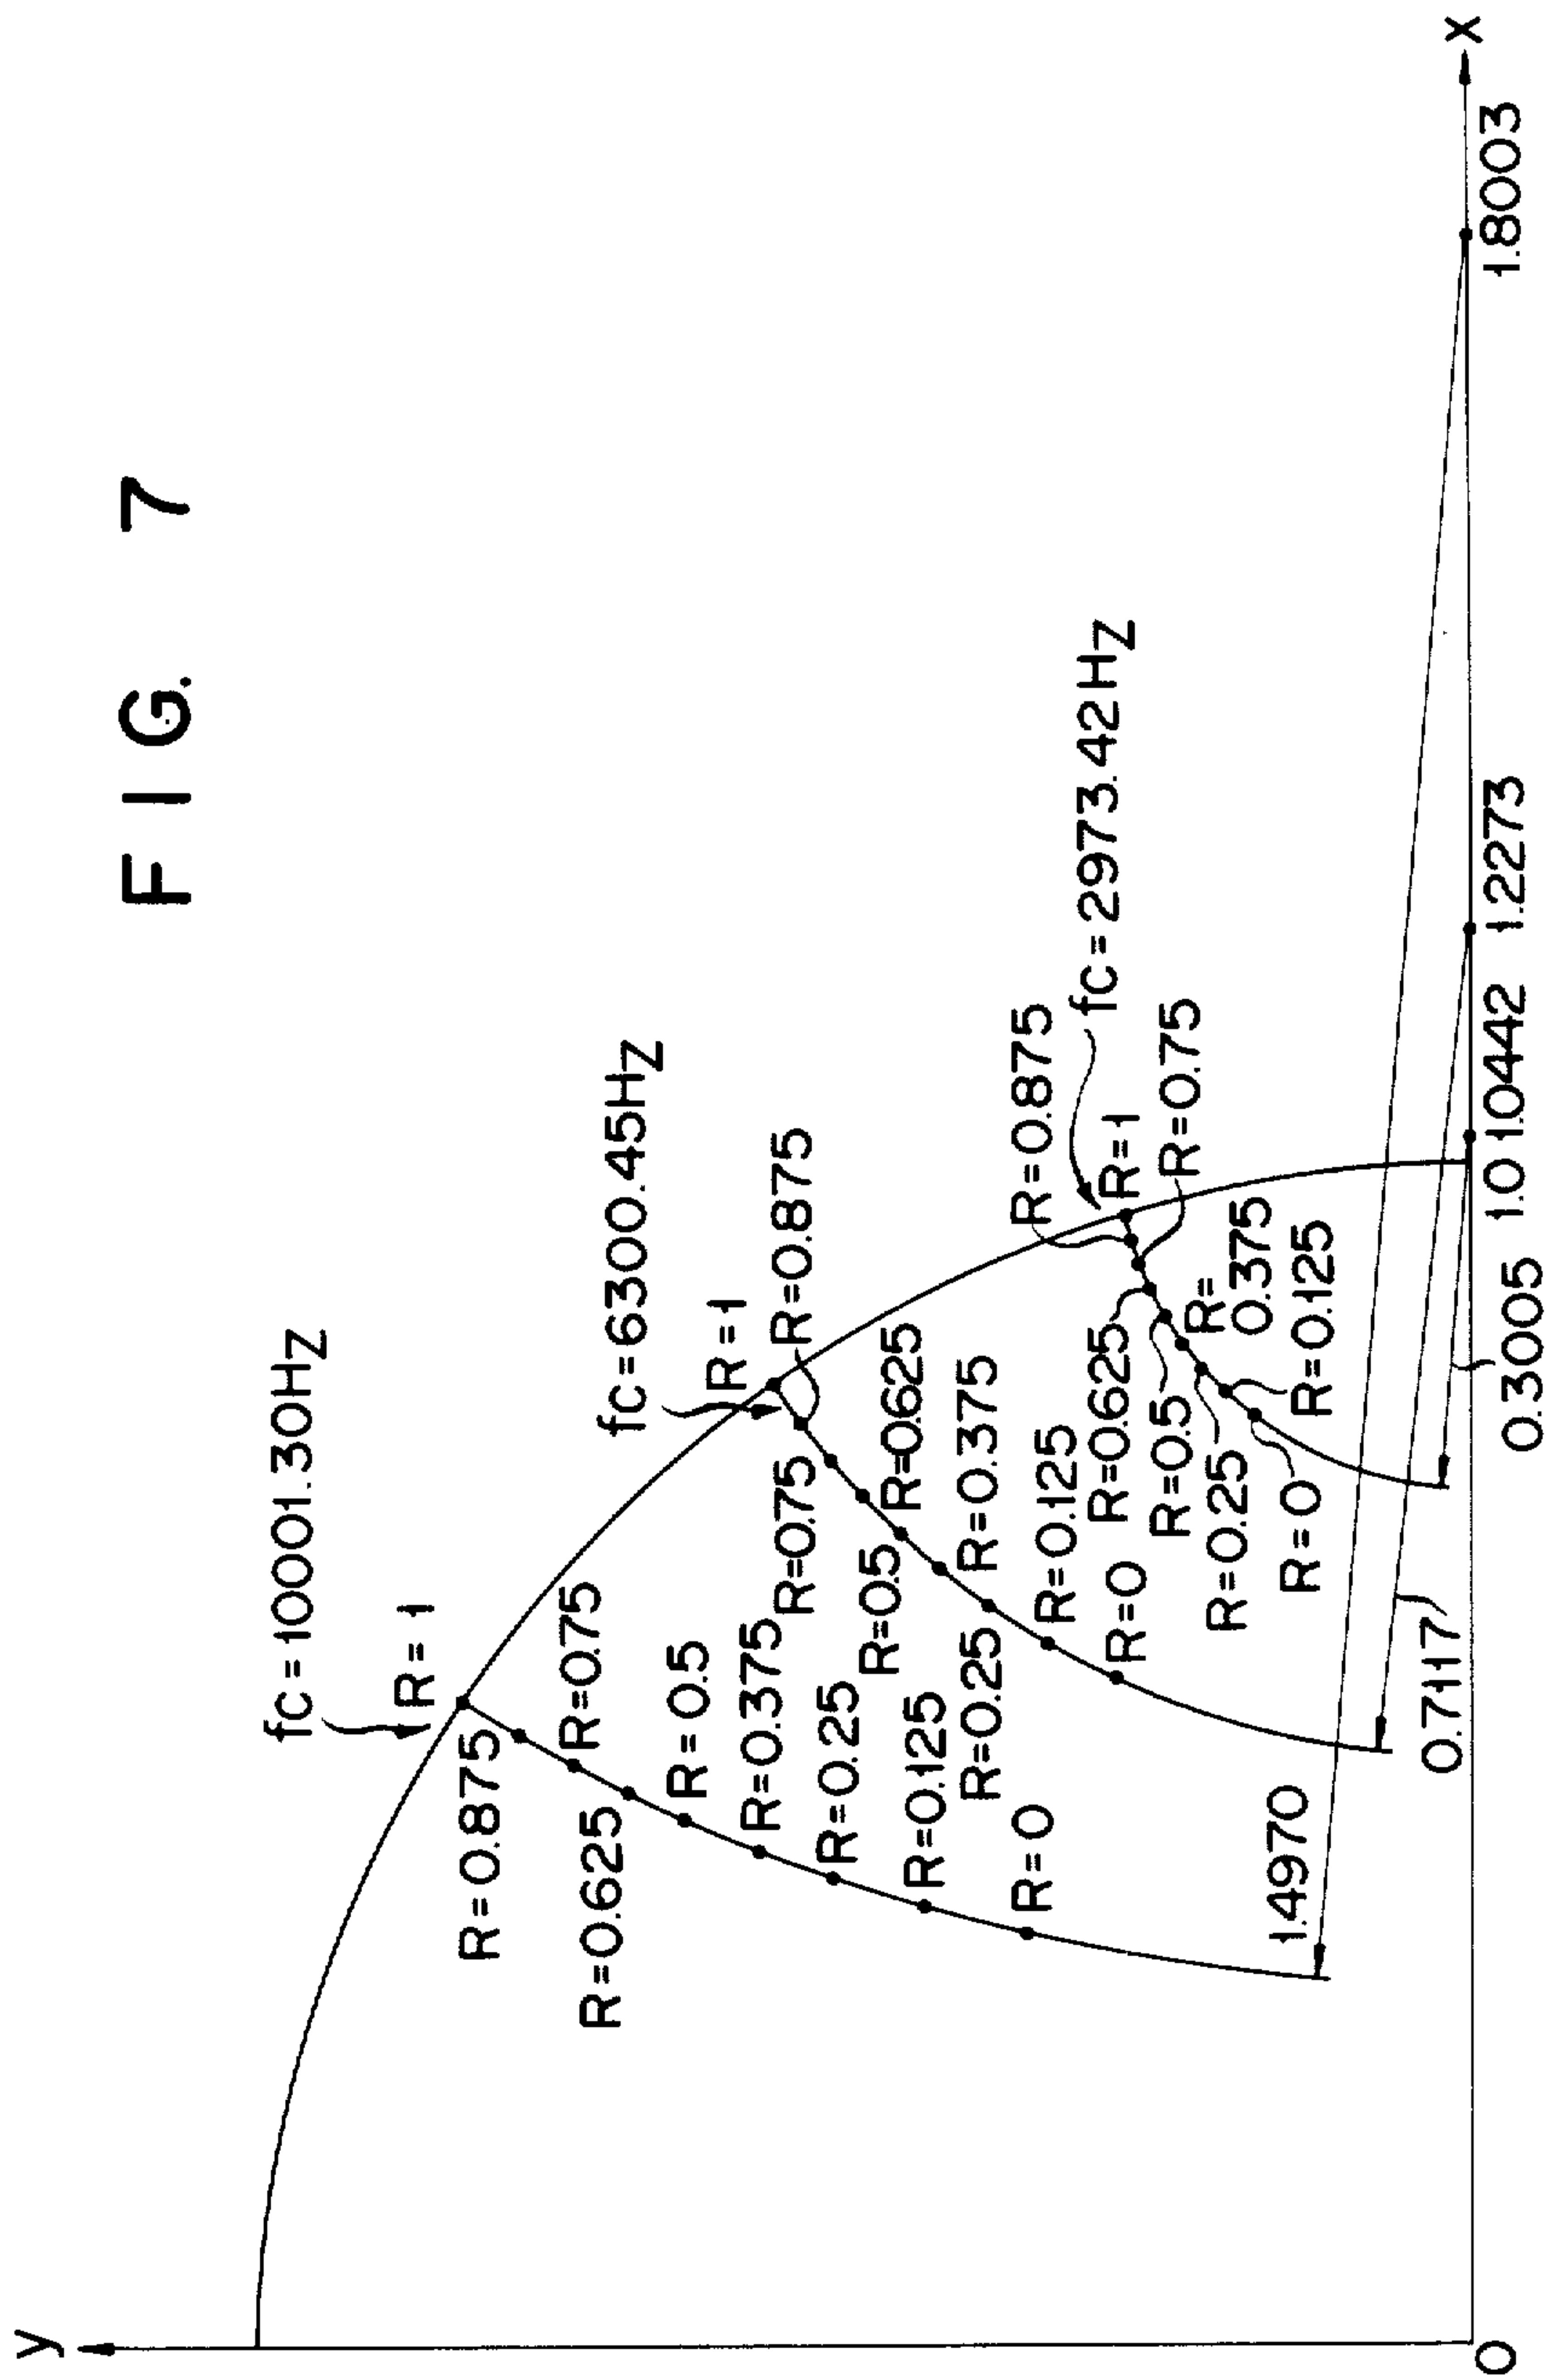 FIG. 7
y
fc=10001.30Hz
R=1
R=0.875
R=0.75
R=0.625
R=0.5
R=0.375
R=0.25
R=0.125
R=0
fc=6300.45Hz
R=1
R=0.875
R=0.75
R=0.625
R=0.5
R=0.375
R=0.25
R=0.125
R=0
fc=2973.42Hz
R=0.875
R=1
R=0.75
R=0.625
R=0.5
R=
0.375
R=0.25
R=0.125
R=0
1.4970
0.7117
0.3005
0
1.0
1.0442
1.2273
1.8003
x